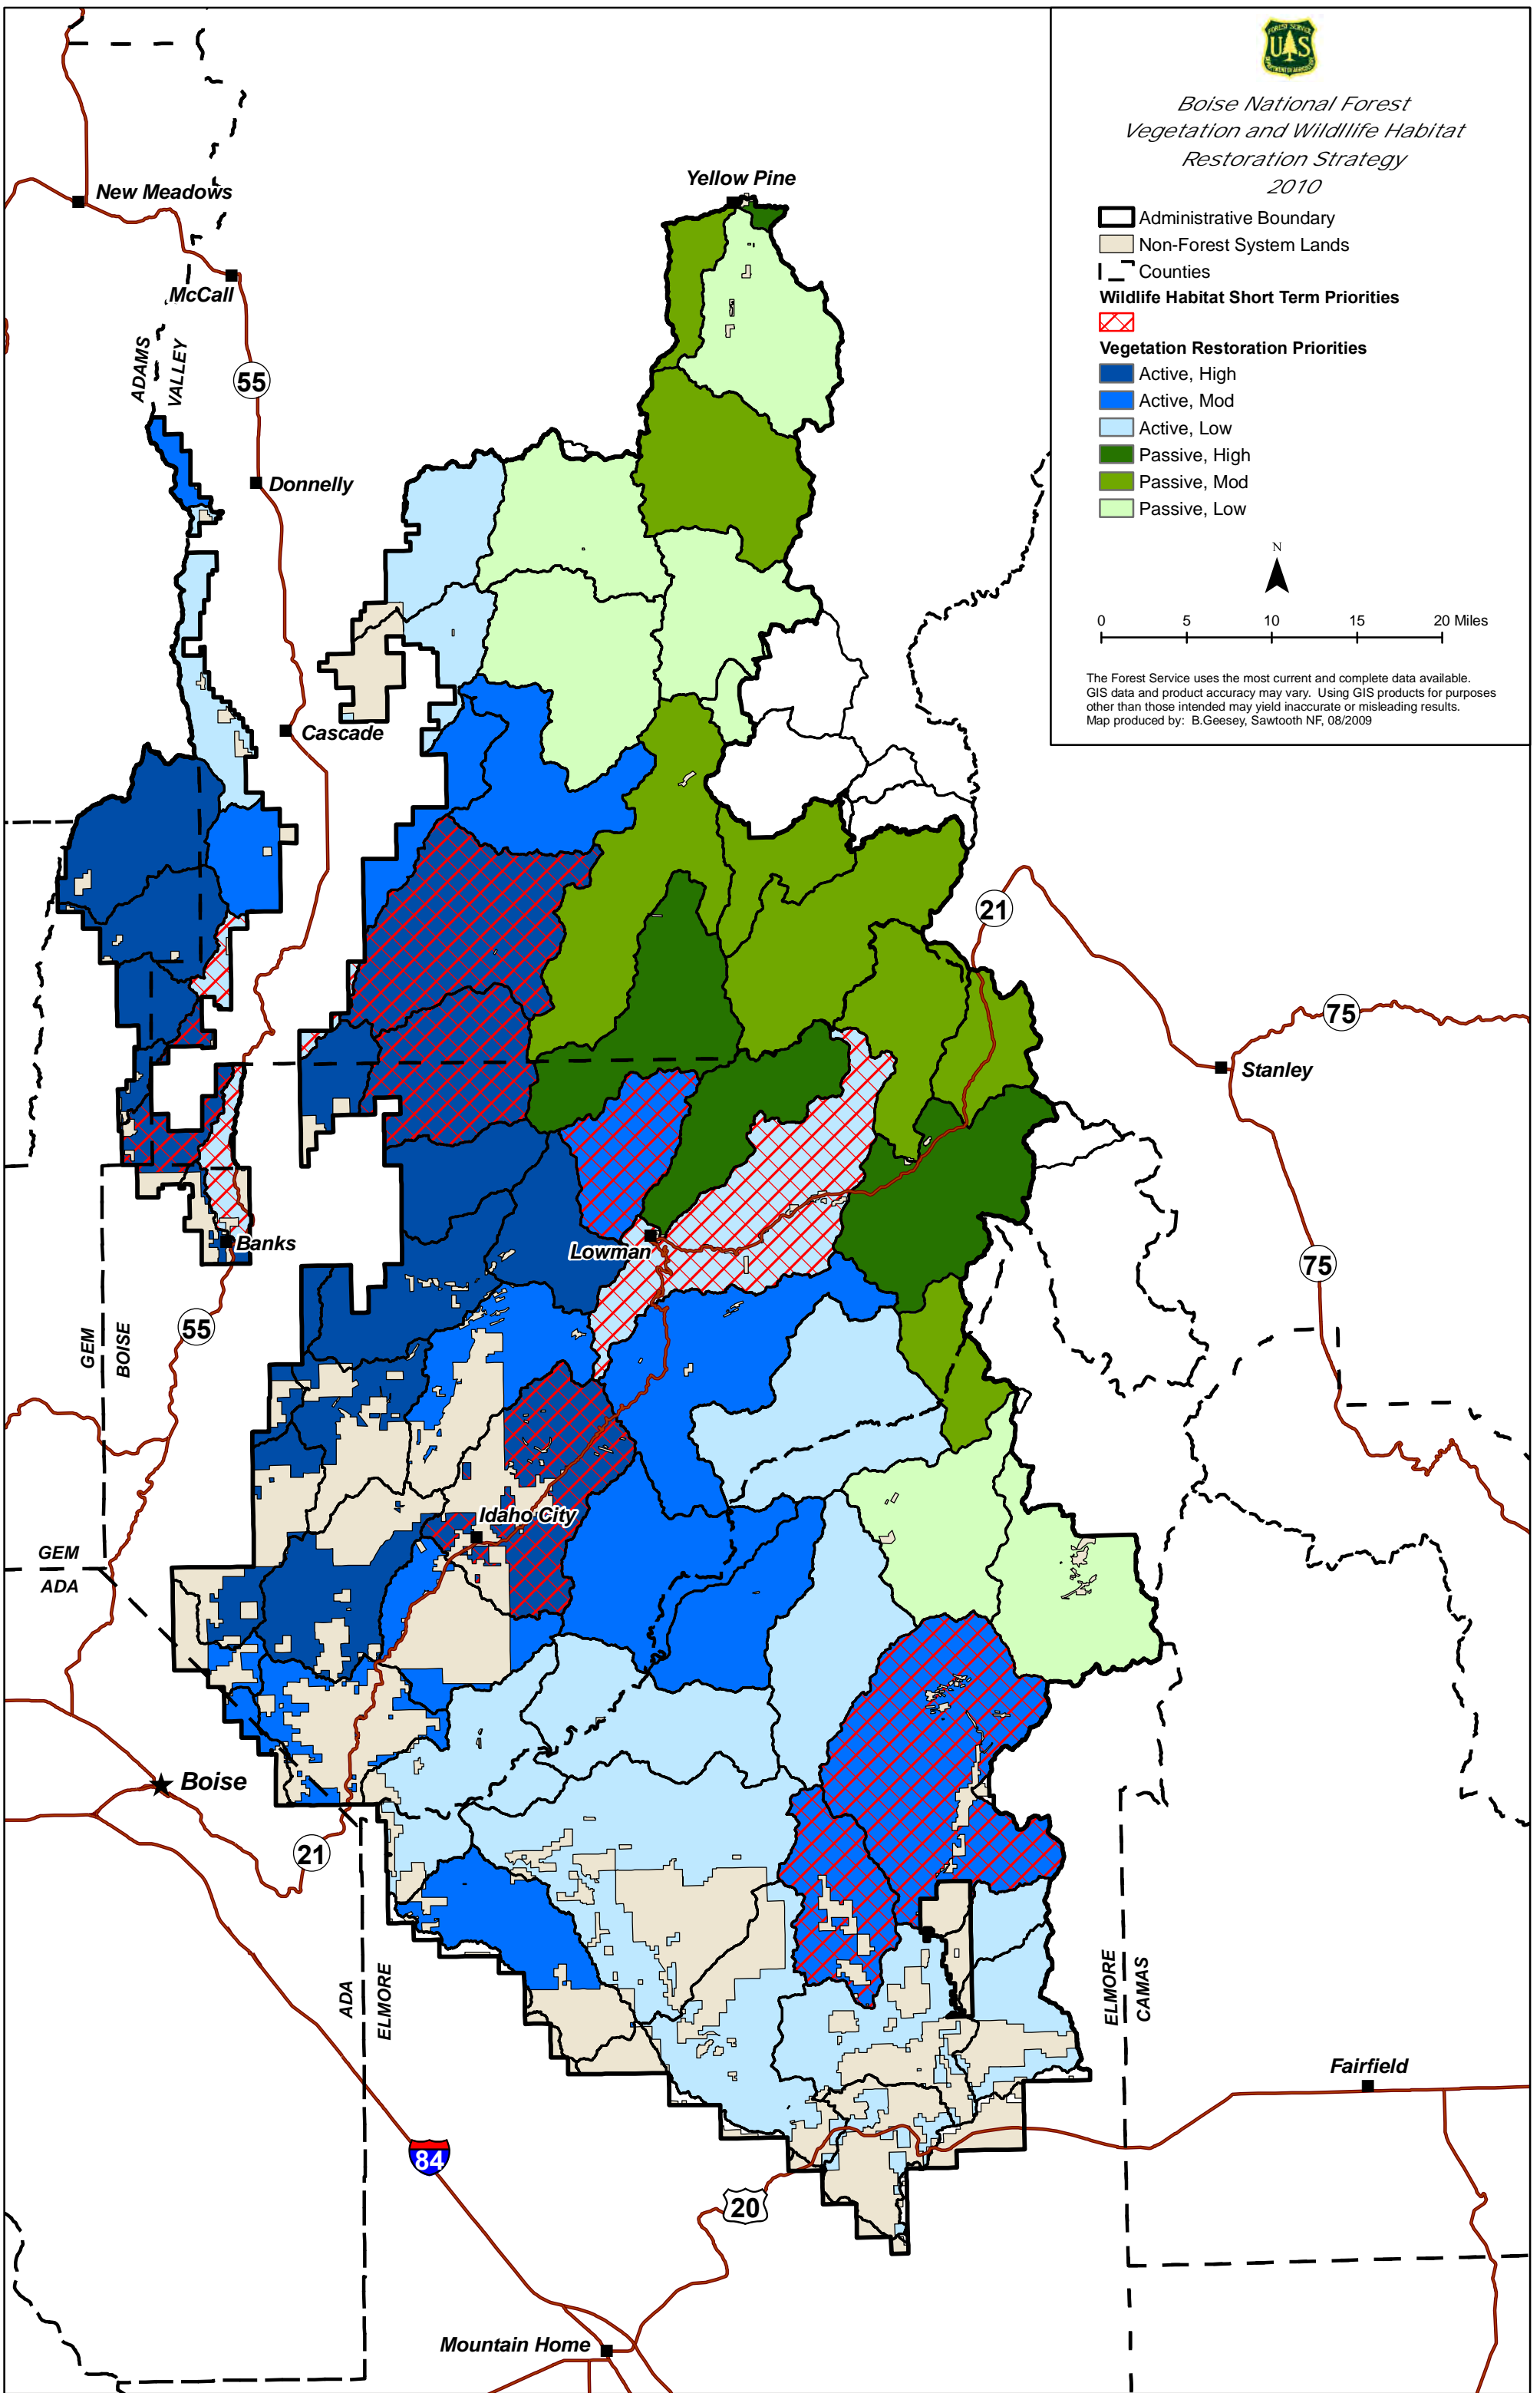 FOREST SERVICE
U S
DEPARTMENT OF AGRICULTURE
Boise National Forest
Vegetation and Wildllife Habitat
Restoration Strategy
2010
Administrative Boundary
Non-Forest System Lands
Counties
Wildlife Habitat Short Term Priorities
Vegetation Restoration Priorities
Active, High
Active, Mod
Active, Low
Passive, High
Passive, Mod
Passive, Low
N
0 5 10 15 20 Miles
The Forest Service uses the most current and complete data available.
GIS data and product accuracy may vary. Using GIS products for purposes
other than those intended may yield inaccurate or misleading results.
Map produced by: B.Geesey, Sawtooth NF, 08/2009
Yellow Pine
New Meadows
McCall
ADAMS
VALLEY
55
Donnelly
Cascade
21
75
Stanley
Banks
Lowman
75
55
GEM
BOISE
Idaho City
GEM
ADA
Boise
21
ADA
ELMORE
ELMORE
CAMAS
Fairfield
84
20
Mountain Home